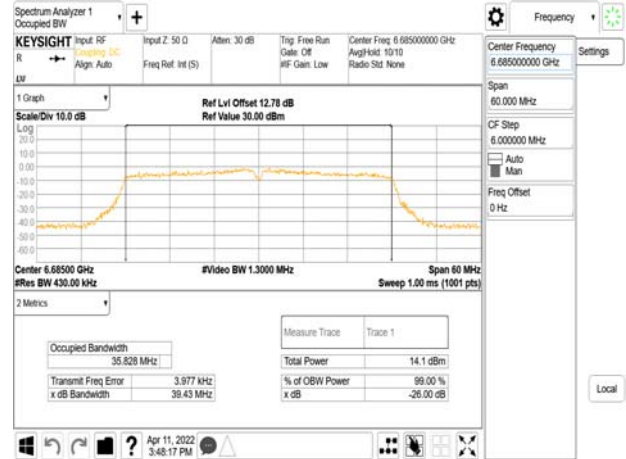 Spectrum Analyzer 1
Occupied BW
Frequency
KEYSIGHT
R
LXI
Input: RF
Coupling: DC
Align: Auto
Input Z: 50 Ω
Freq Ref: Int (S)
Atten: 30 dB
Trig: Free Run
Gate: Off
#IF Gain: Low
Center Freq: 6.685000000 GHz
Avg|Hold: 10/10
Radio Std: None
Center Frequency
6.685000000 GHz
Settings
Span
60.000 MHz
CF Step
6.000000 MHz
Auto
Man
Freq Offset
0 Hz
Local
1 Graph
Scale/Div 10.0 dB
Ref Lvl Offset 12.78 dB
Ref Value 30.00 dBm
Log
20.0
10.0
0.00
-10.0
-20.0
-30.0
-40.0
-50.0
-60.0
Center 6.68500 GHz
#Video BW 1.3000 MHz
Span 60 MHz
#Res BW 430.00 kHz
Sweep 1.00 ms (1001 pts)
2 Metrics
Measure Trace Trace 1
Occupied Bandwidth
35.828 MHz
Total Power 14.1 dBm
Transmit Freq Error 3.977 kHz
% of OBW Power 99.00 %
x dB Bandwidth 39.43 MHz
x dB -26.00 dB
Apr 11, 2022
3:48:17 PM